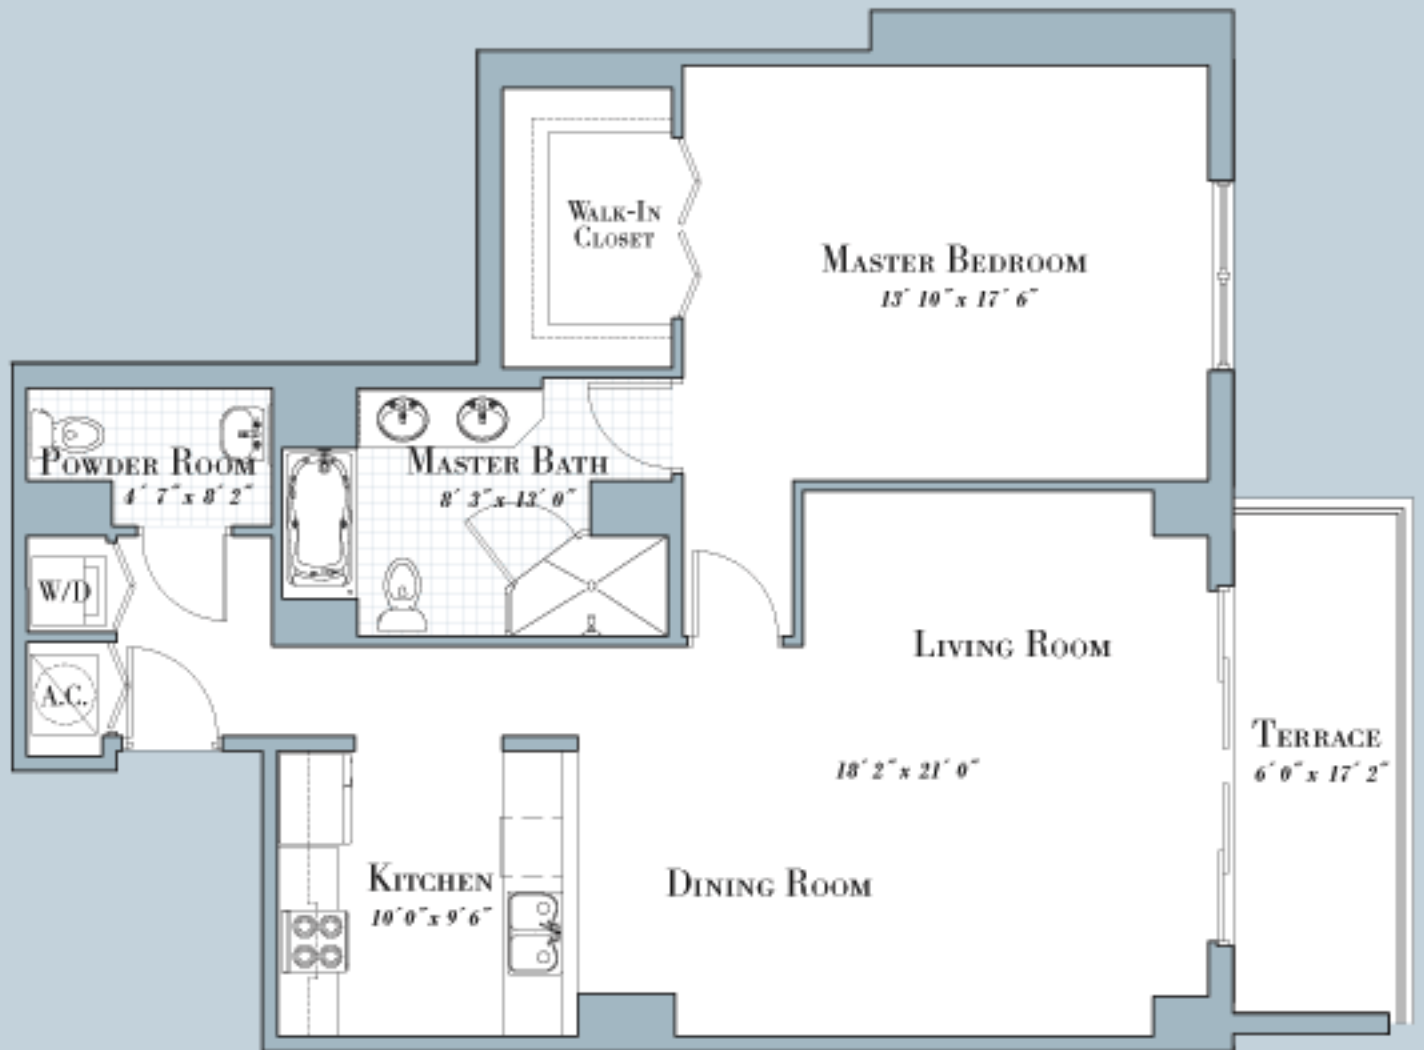 Walk-In
Closet
Master Bedroom
13´ 10˝ x 17´ 6˝
Powder Room
4´ 7˝ x 8´ 2˝
Master Bath
8´ 3˝ x 13´ 0˝
W/D
Living Room
A.C.
Terrace
6´ 0˝ x 17´ 2˝
18´ 2˝ x 21´ 0˝
Kitchen
10´ 0˝ x 9´ 6˝
Dining Room